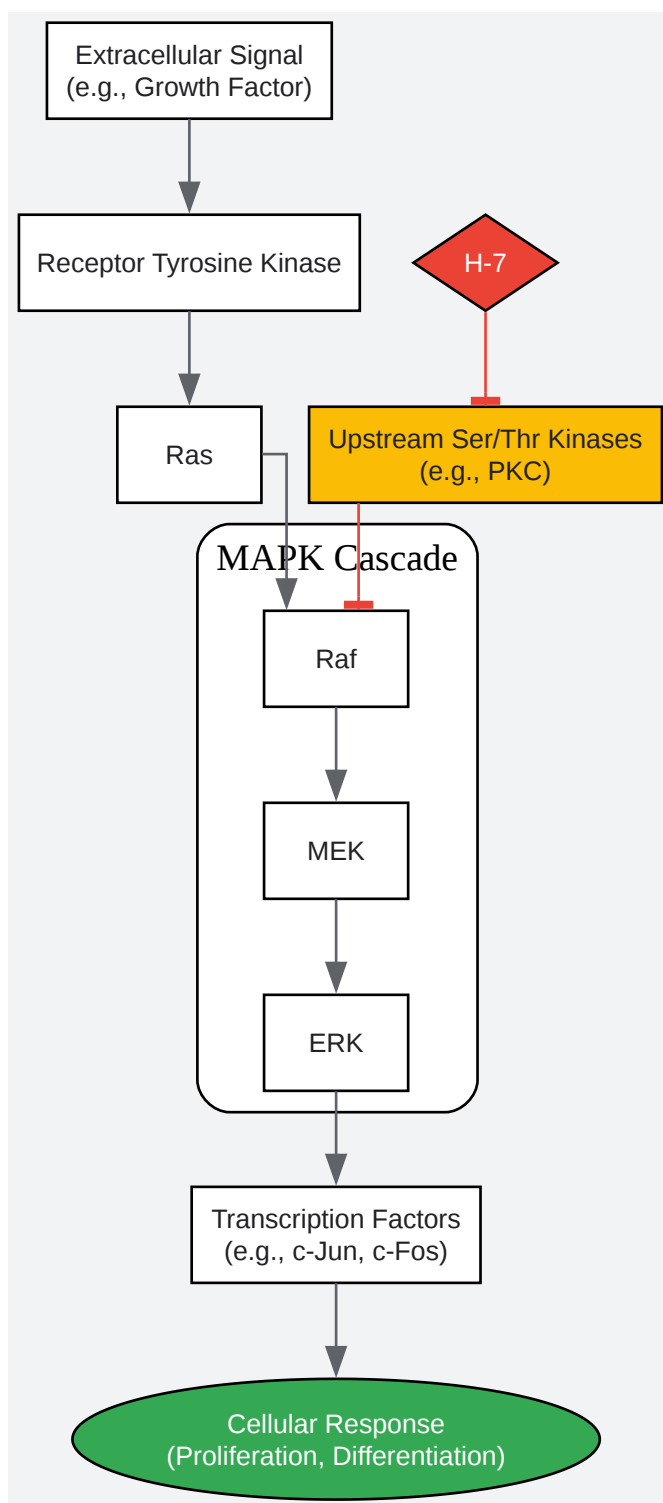 Extracellular Signal
(e.g., Growth Factor)
Receptor Tyrosine Kinase
H-7
Ras
Upstream Ser/Thr Kinases
(e.g., PKC)
MAPK Cascade
Raf
MEK
ERK
Transcription Factors
(e.g., c-Jun, c-Fos)
Cellular Response
(Proliferation, Differentiation)